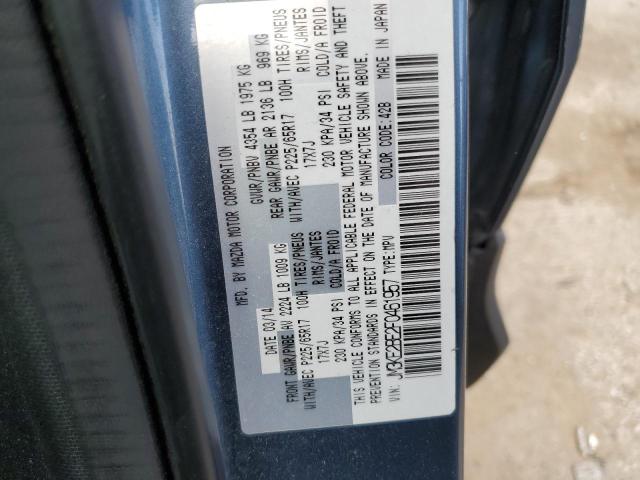 MFD. BY MAZDA MOTOR CORPORATION
DATE 03/14 GVWR/PNBV 4354 LB 1975 KG
FRONT GAWR/PNBE AV 2224 LB 1009 KG REAR GAWR/PNBE AR 2136 LB 969 KG
WITH/AVEC P225/65R17 100H TIRES/PNEUS WITH/AVEC P225/65R17 100H TIRES/PNEUS
17X7J RIMS/JANTES 17X7J RIMS/JANTES
230 KPA/34 PSI COLD/A FROID 230 KPA/34 PSI COLD/A FROID
THIS VEHICLE CONFORMS TO ALL APPLICABLE FEDERAL MOTOR VEHICLE SAFETY AND THEFT
PREVENTION STANDARDS IN EFFECT ON THE DATE OF MANUFACTURE SHOWN ABOVE.
VIN: JM3KE2BE2F0461967 TYPE:MPV COLOR CODE:42B MADE IN JAPAN